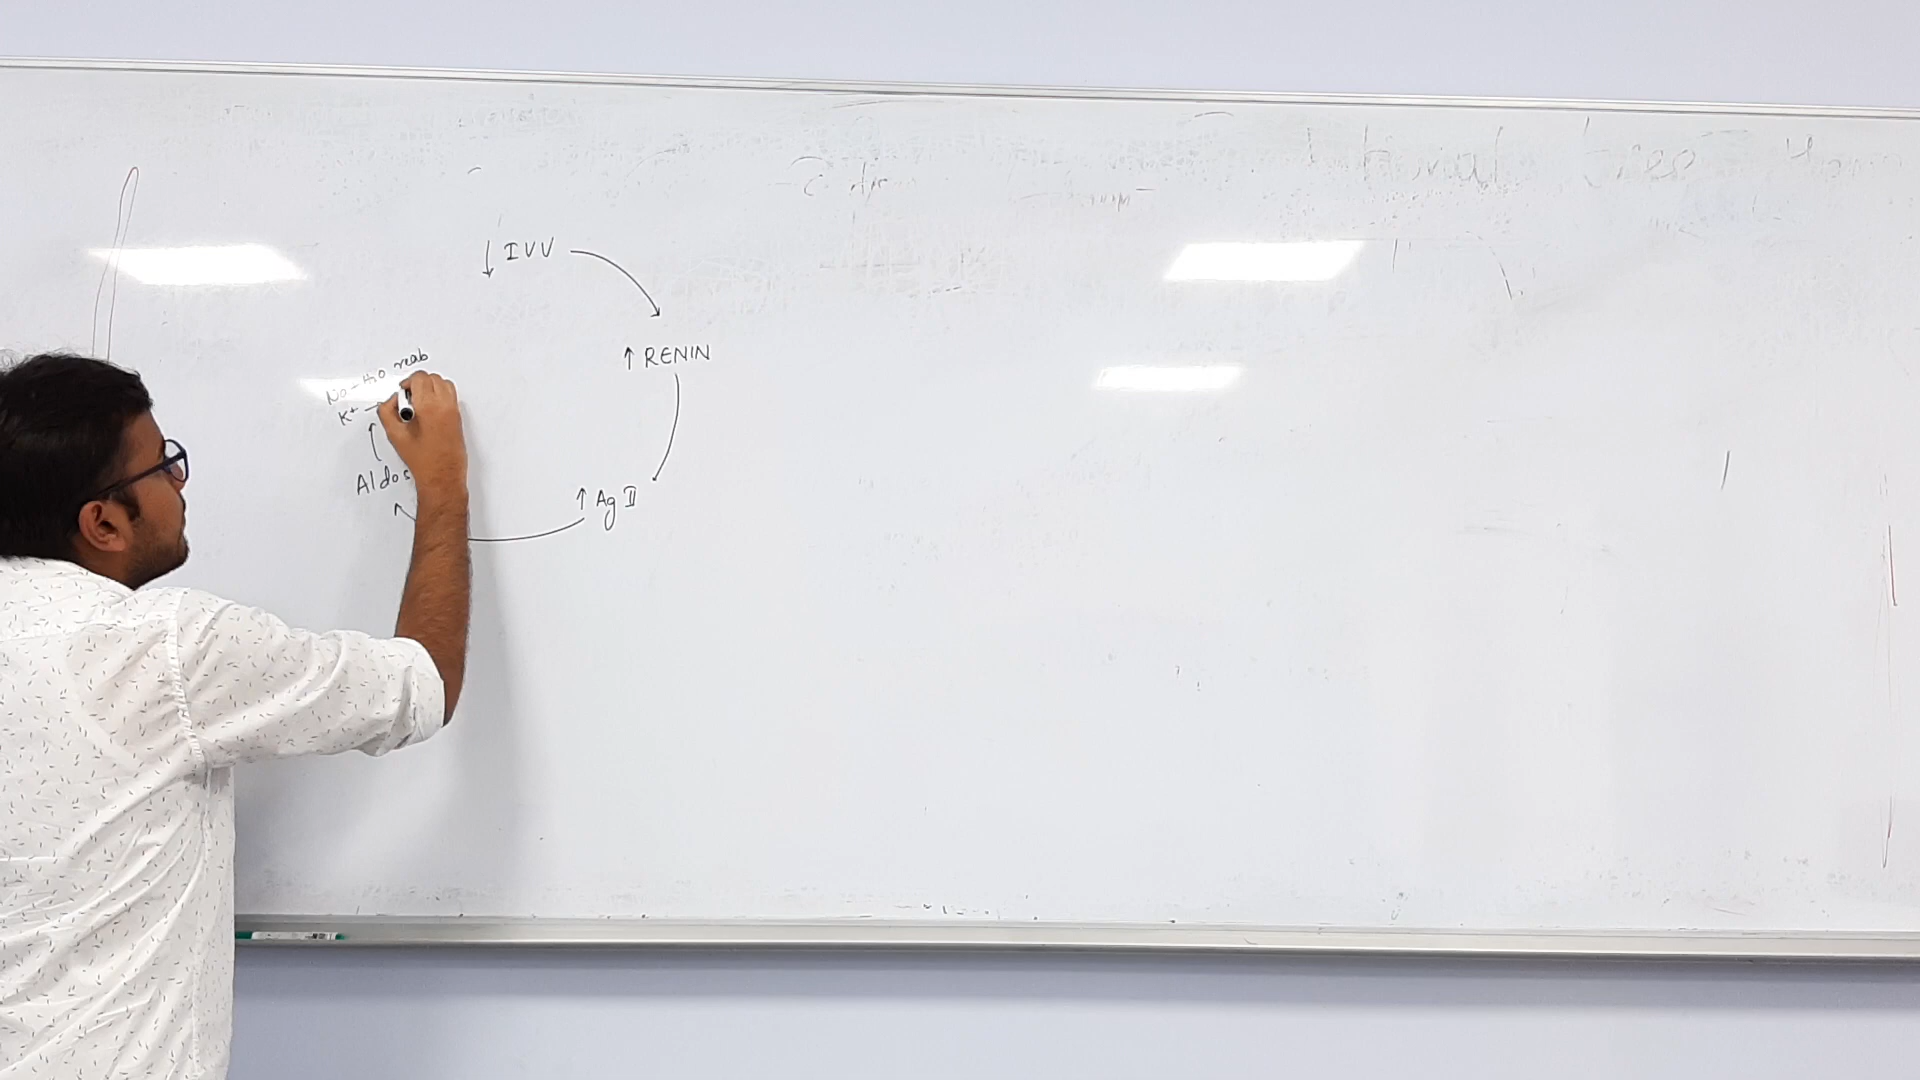 ↓ IVV
↑ RENIN
↑ Ag II
Aldos
K+ –
Na - H2O reab